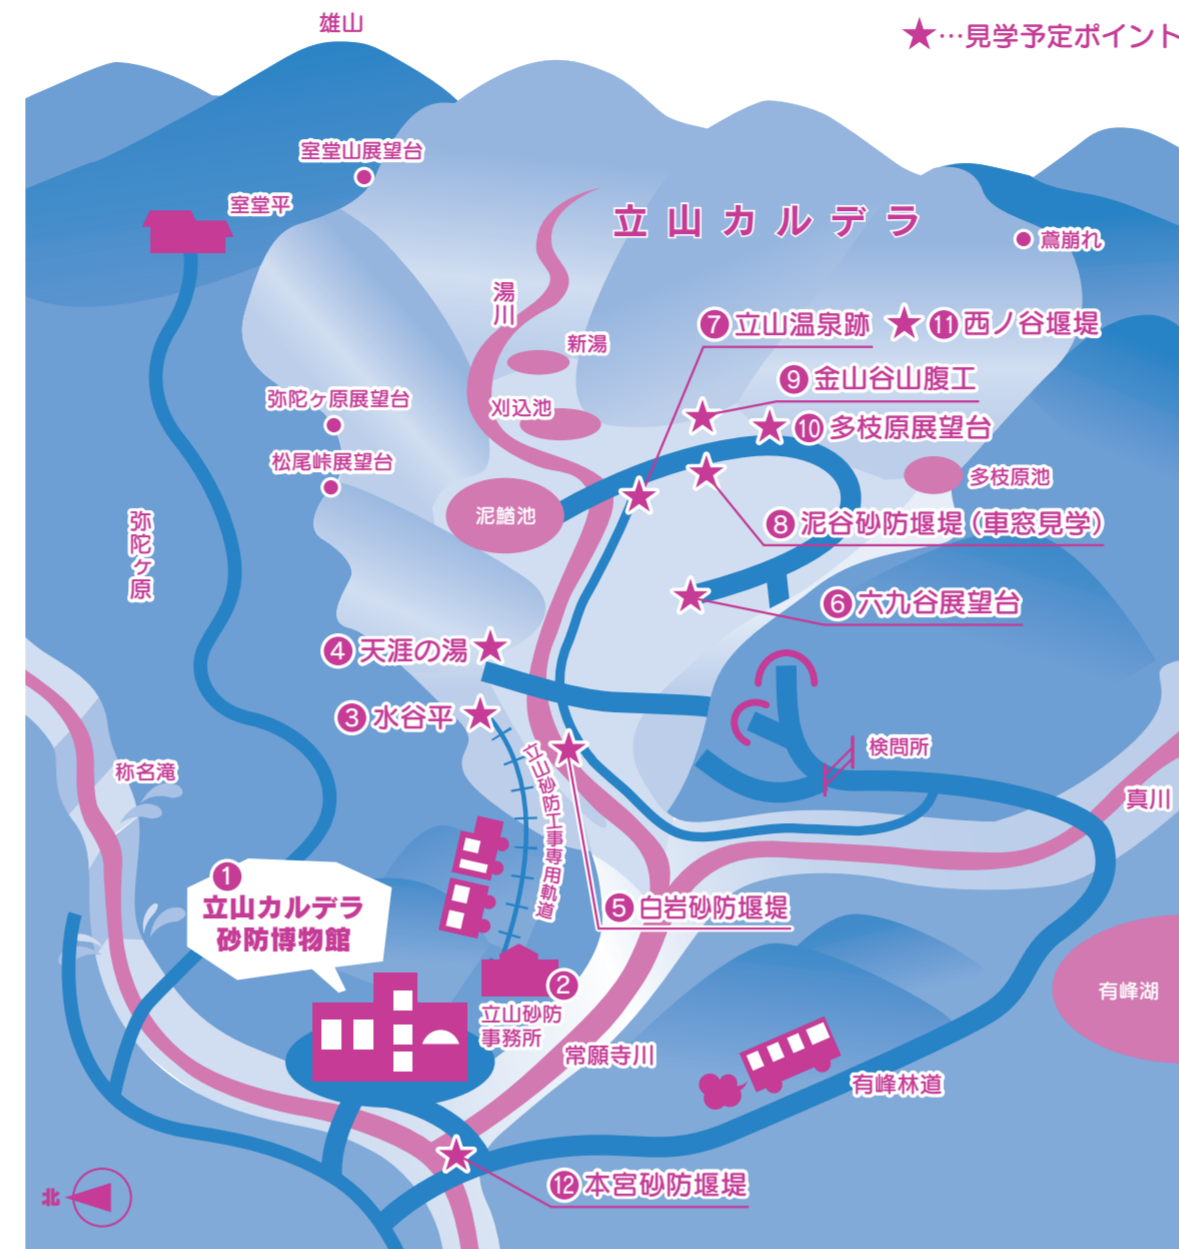 雄山
★…見学予定ポイント
室堂山展望台
室堂平
立山カルデラ
鳶崩れ
湯川
新湯
⑦立山温泉跡
★⑪西ノ谷堰堤
⑨金山谷山腹工
弥陀ヶ原展望台
刈込池
⑩多枝原展望台
松尾峠展望台
多枝原池
泥鰌池
弥陀ヶ原
⑧泥谷砂防堰堤（車窓見学）
⑥六九谷展望台
④天涯の湯
③水谷平
立山砂防工事専用軌道
検問所
称名滝
真川
①
立山カルデラ
砂防博物館
⑤白岩砂防堰堤
②
立山砂防
事務所
有峰湖
常願寺川
有峰林道
⑫本宮砂防堰堤
北